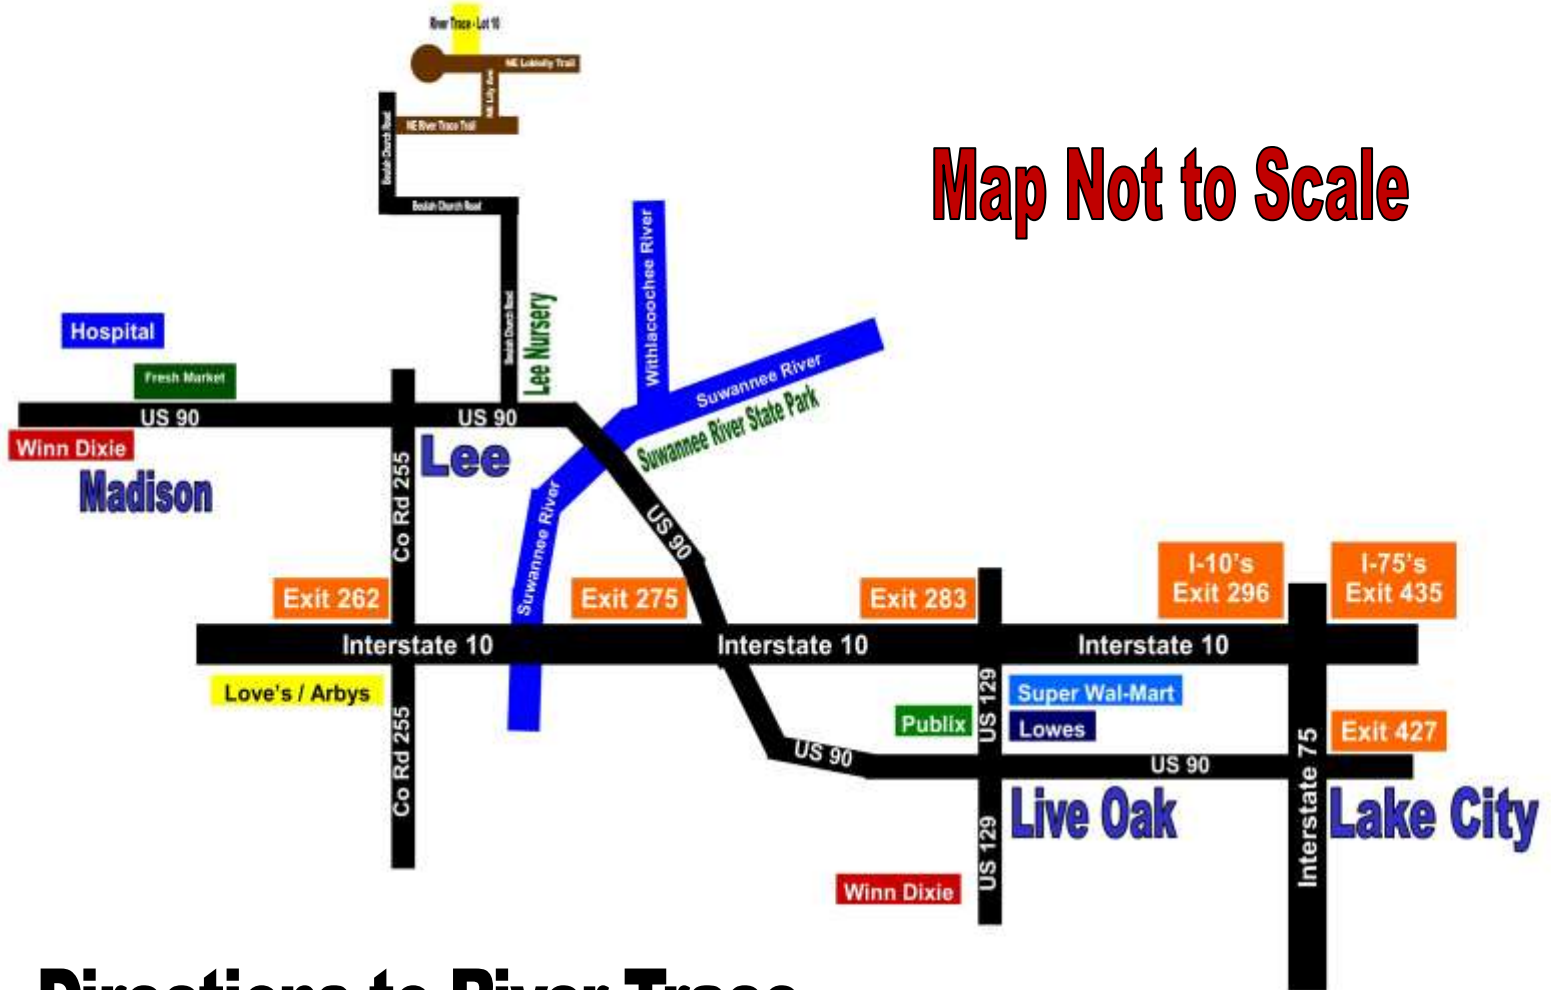 River Trace - Lot 10
NE Loblolly Trail
NE Lily Ave
NE River Trace Trail
Beulah Church Road
Beulah Church Road
Beulah Church Road
Map Not to Scale
Withlacoochee River
Lee Nursery
Suwannee River
Suwannee River State Park
Hospital
Fresh Market
US 90
US 90
Winn Dixie
Lee
Madison
Co Rd 255
US 90
Suwannee River
Exit 262
Exit 275
Exit 283
I-10's
Exit 296
I-75's
Exit 435
Interstate 10
Interstate 10
Interstate 10
Love's / Arbys
Co Rd 255
US 129
Super Wal-Mart
Publix
Lowes
Exit 427
US 90
US 90
Interstate 75
Live Oak
Lake City
US 129
Winn Dixie
Directions to River Trace